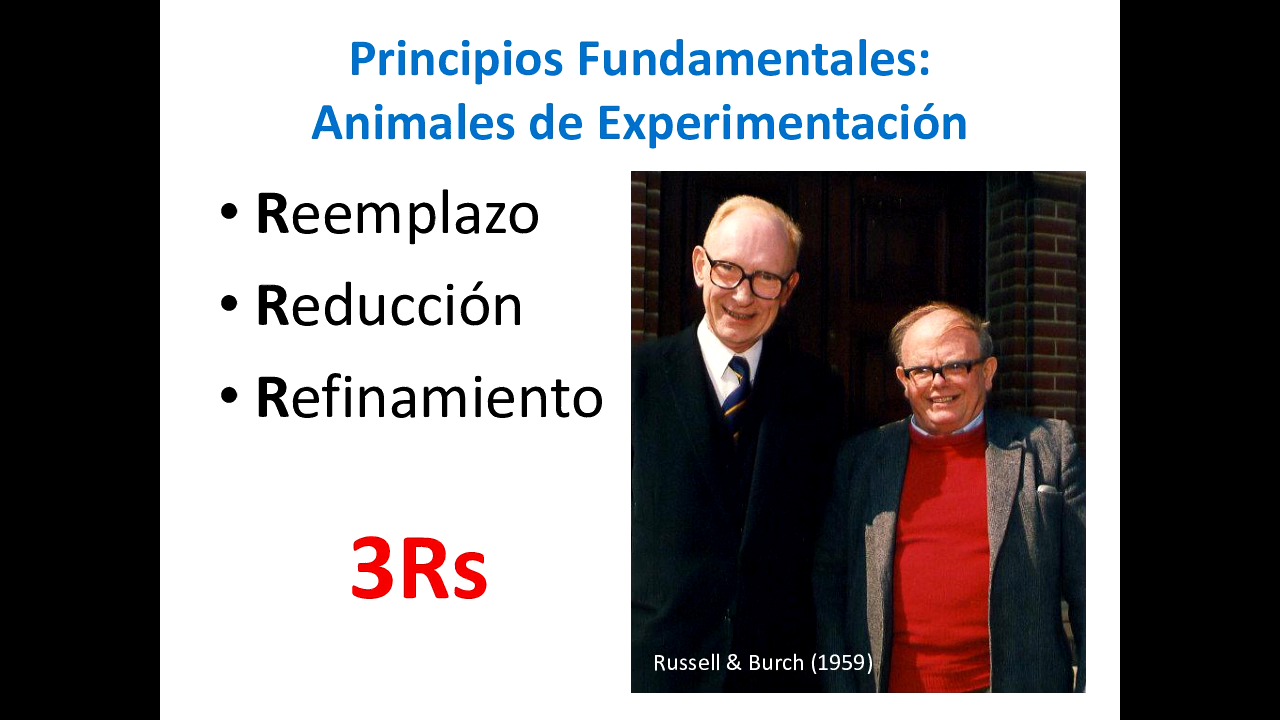 Principios Fundamentales:
Animales de Experimentación
• Reemplazo
• Reducción
• Refinamiento
3Rs
Russell & Burch (1959)